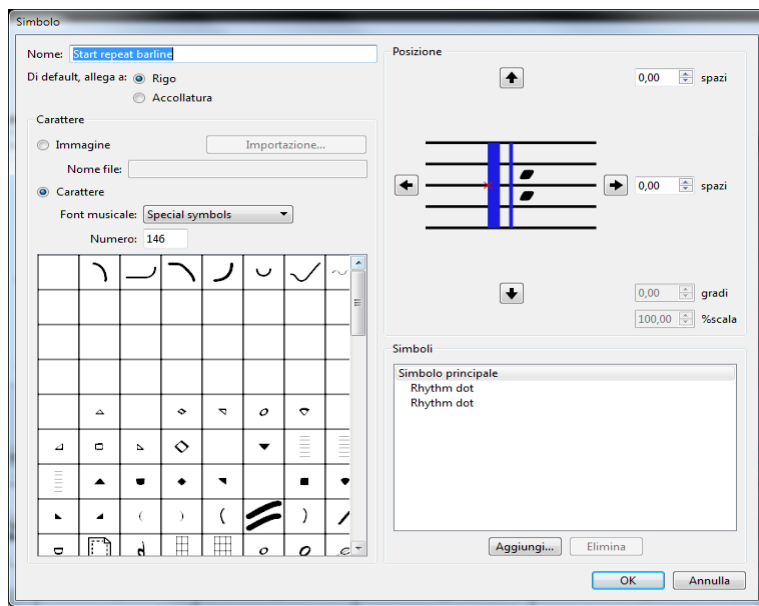 Simbolo
Nome: Start repeat barline
Di default, allega a: Rigo
Accollatura
Carattere
Immagine Importazione...
Nome file:
Carattere
Font musicale: Special symbols
Numero: 146
Posizione
0,00 spazi
0,00 spazi
0,00 gradi
100,00 %scala
Simboli
Simbolo principale
Rhythm dot
Rhythm dot
Aggiungi... Elimina
OK Annulla